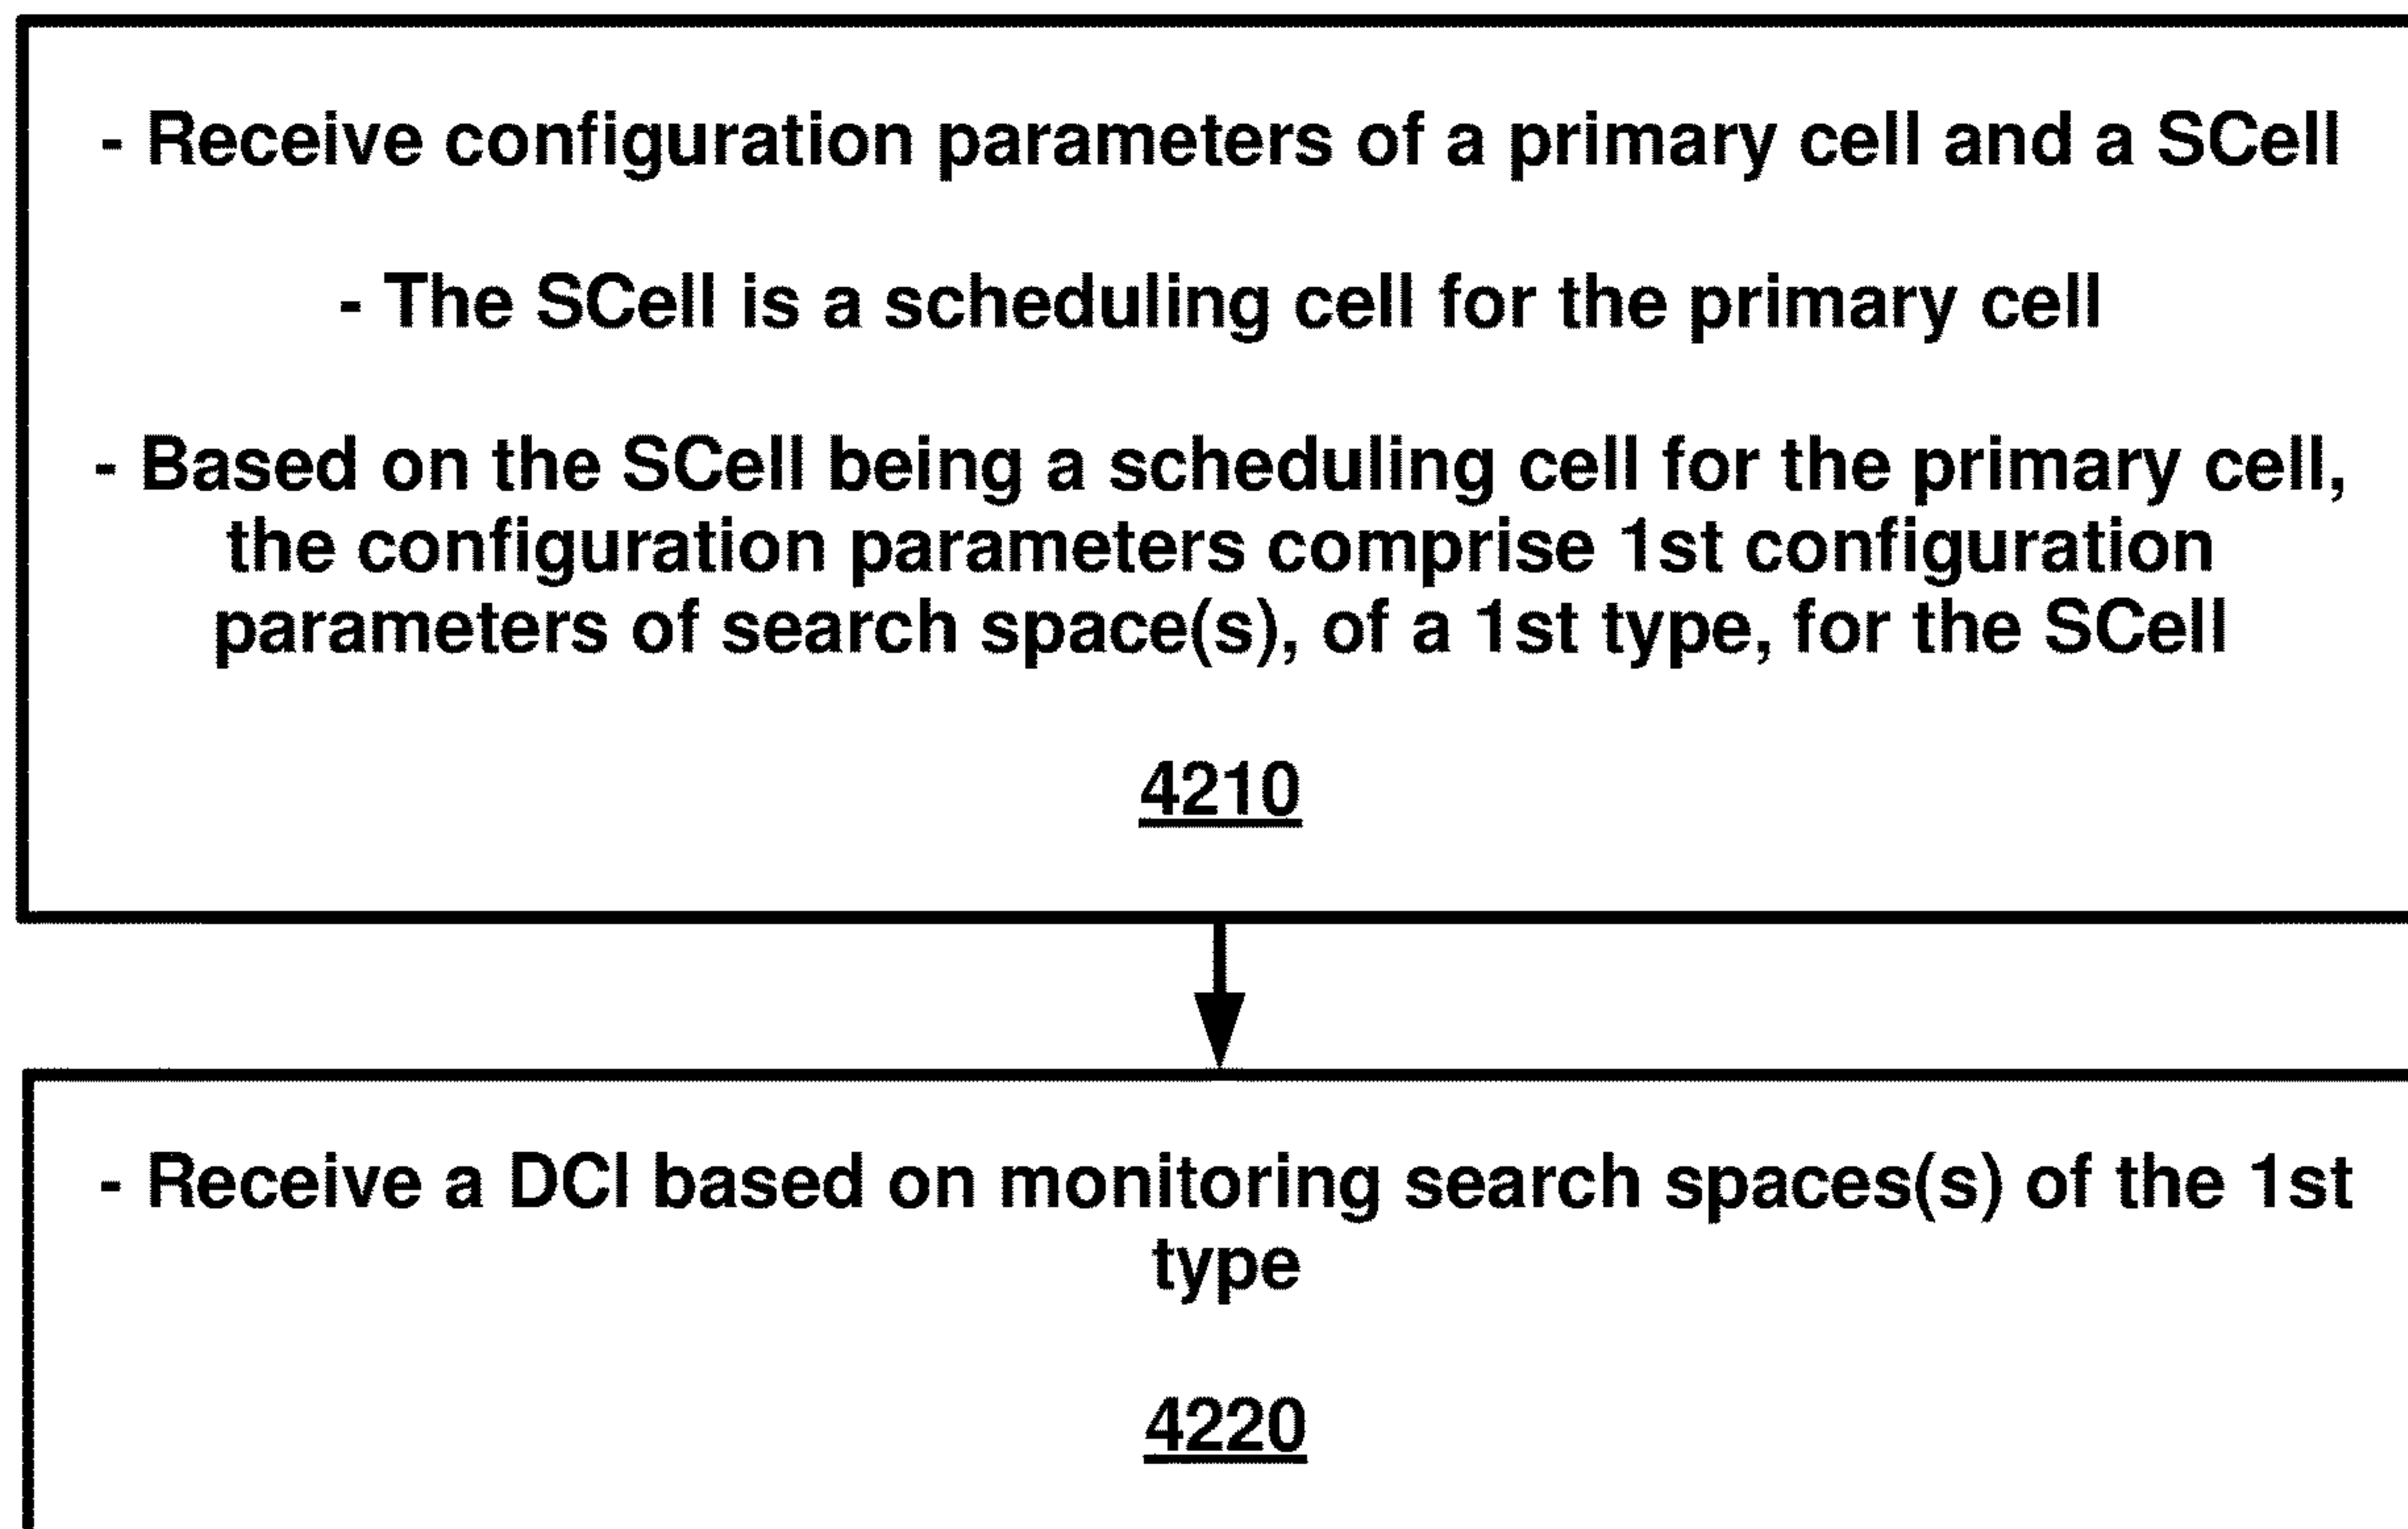 - Receive configuration parameters of a primary cell and a SCell
- The SCell is a scheduling cell for the primary cell
- Based on the SCell being a scheduling cell for the primary cell,
the configuration parameters comprise 1st configuration
parameters of search space(s), of a 1st type, for the SCell
4210
- Receive a DCI based on monitoring search spaces(s) of the 1st
type
4220